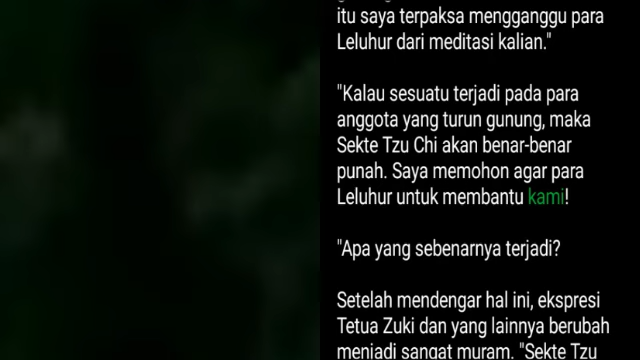 itu saya terpaksa mengganggu para
Leluhur dari meditasi kalian."
"Kalau sesuatu terjadi pada para
anggota yang turun gunung, maka
Sekte Tzu Chi akan benar-benar
punah. Saya memohon agar para
Leluhur untuk membantu kami!
"Apa yang sebenarnya terjadi?
Setelah mendengar hal ini, ekspresi
Tetua Zuki dan yang lainnya berubah
menjadi sangat muram. "Sekte Tzu